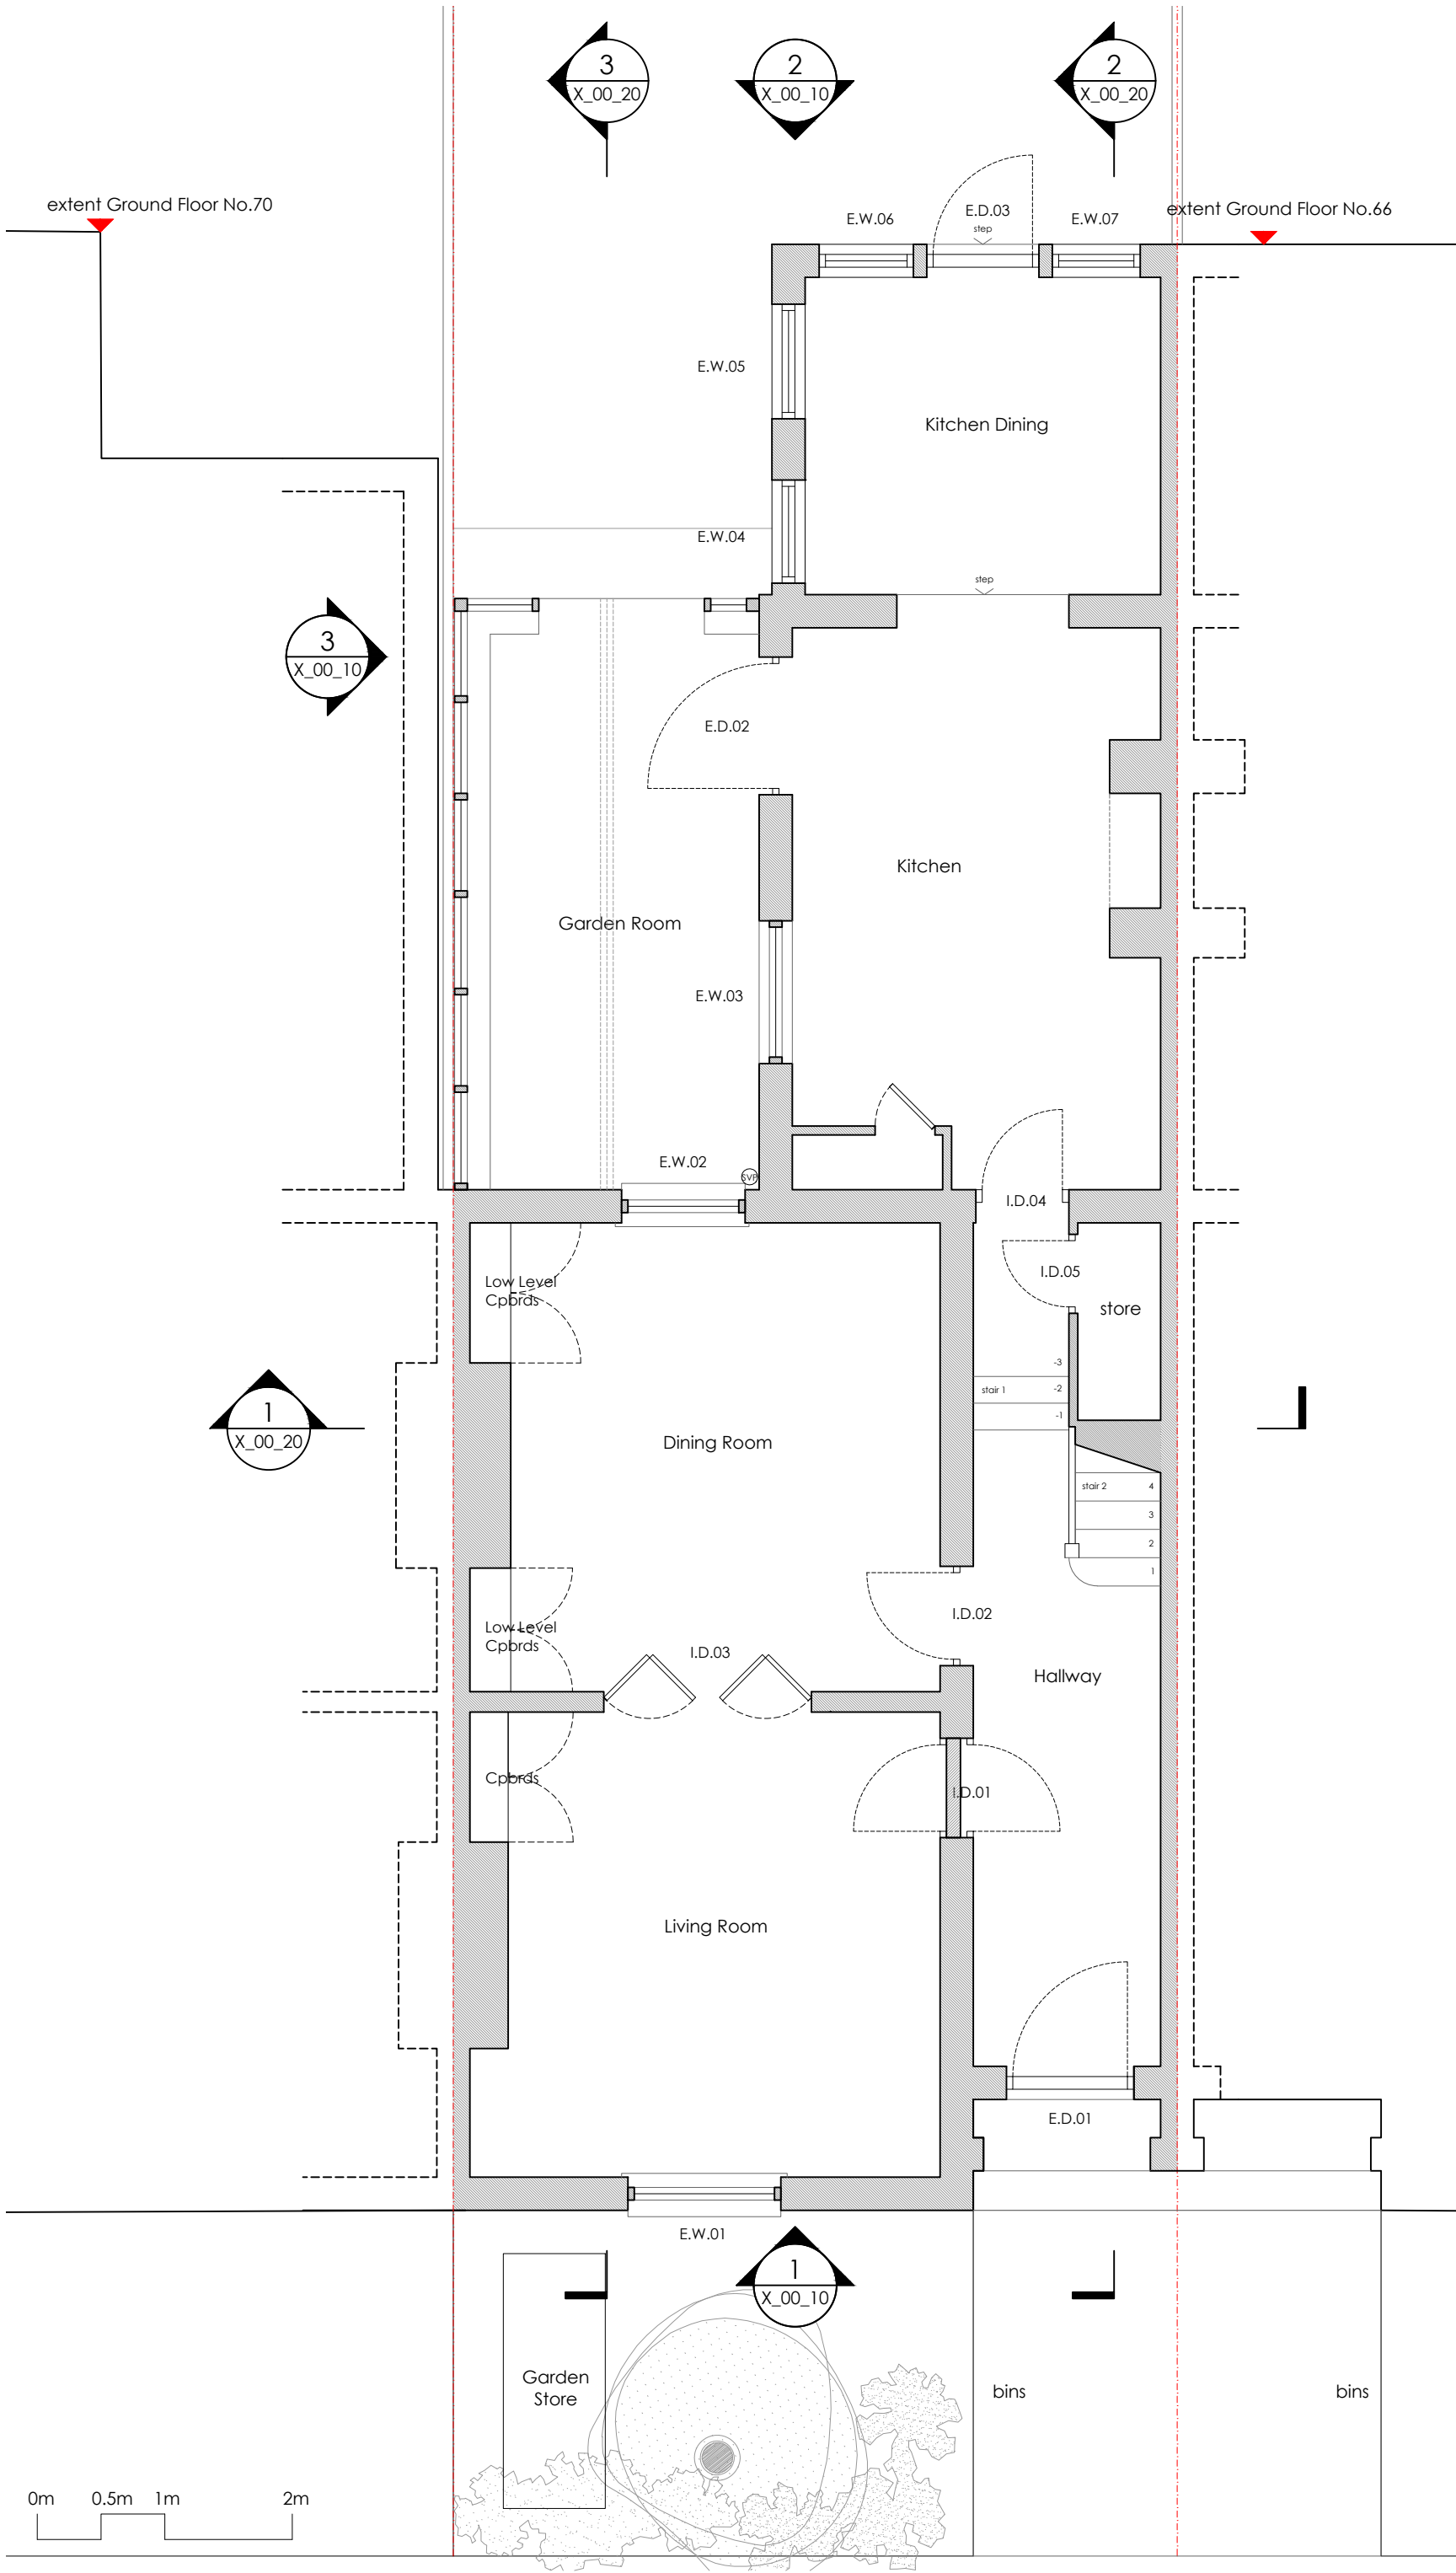 3
X_00_20
2
X_00_10
2
X_00_20
extent Ground Floor No.70
extent Ground Floor No.66
E.W.06
E.D.03
step
E.W.07
E.W.05
Kitchen Dining
E.W.04
step
3
X_00_10
E.D.02
Kitchen
Garden Room
E.W.03
E.W.02
SVP
I.D.04
I.D.05
store
Low Level
Cpbrds
-3
stair 1
-2
-1
1
X_00_20
Dining Room
stair 2
4
3
2
1
I.D.02
Low Level
Cpbrds
I.D.03
Hallway
Cpbrds
I.D.01
Living Room
E.D.01
E.W.01
1
X_00_10
Garden
Store
bins
bins
0m
0.5m
1m
2m